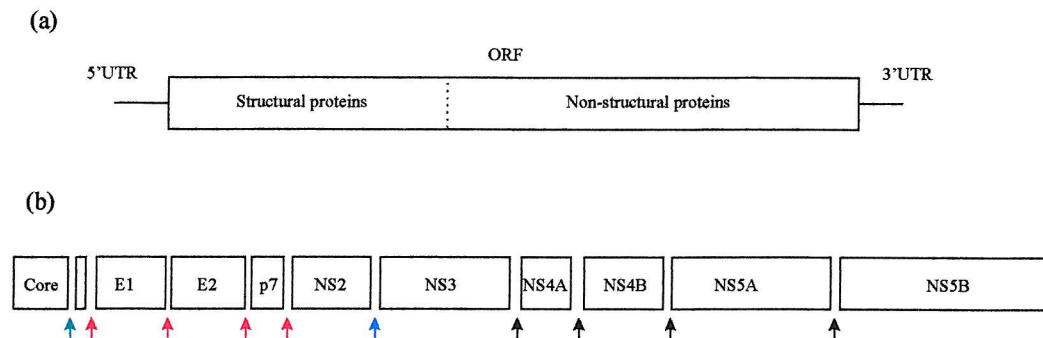 (a)
ORF
5'UTR
3'UTR
Structural proteins
Non-structural proteins
(b)
Core
E1
E2
p7
NS2
NS3
NS4A
NS4B
NS5A
NS5B